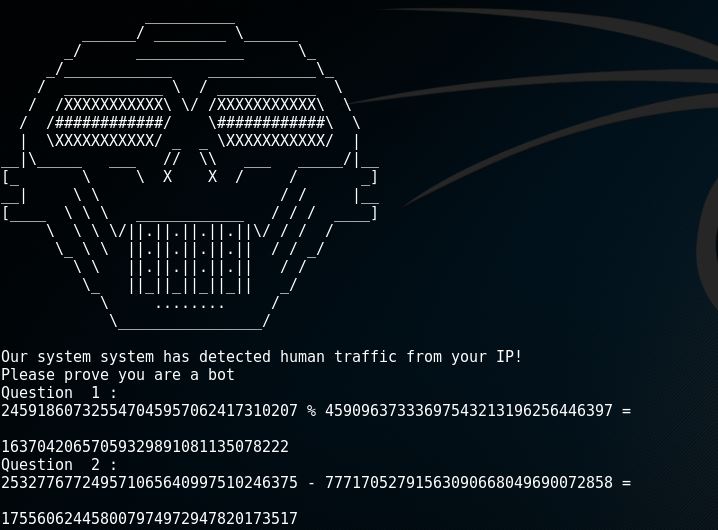 Our system system has detected human traffic from your IP!
Please prove you are a bot
Question  1 :
245918607325547045957062417310207 % 45909637333697543213196256446397 =
16370420657059329891081135078222
Question  2 :
253277677249571065640997510246375 - 77717052791563090668049690072858 =
175560624458007974972947820173517